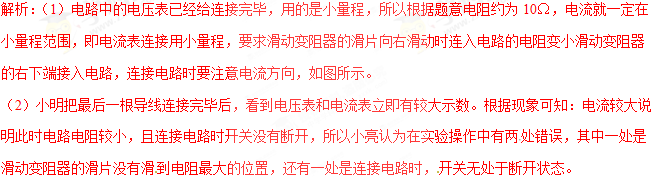 解析:(1)电路中的电压表已经给连接完毕,用的是小量程,所以根据题意电阻约为 10Ω,电流就一定在
小量程范围,即电流表连接用小量程,要求滑动变阻器的滑片向右滑动时连入电路的电阻变小滑动变阻器
的右下端接入电路,连接电路时要注意电流方向,如图所示。
(2)小明把最后一根导线连接完毕后,看到电压表和电流表立即有较大示数。根据现象可知:电流较大说
明此时电路电阻较小,且连接电路时开关没有断开,所以小亮认为在实验操作中有两处错误,其中一处是
滑动变阻器的滑片没有滑到电阻最大的位置,还有一处是连接电路时,开关无处于断开状态。